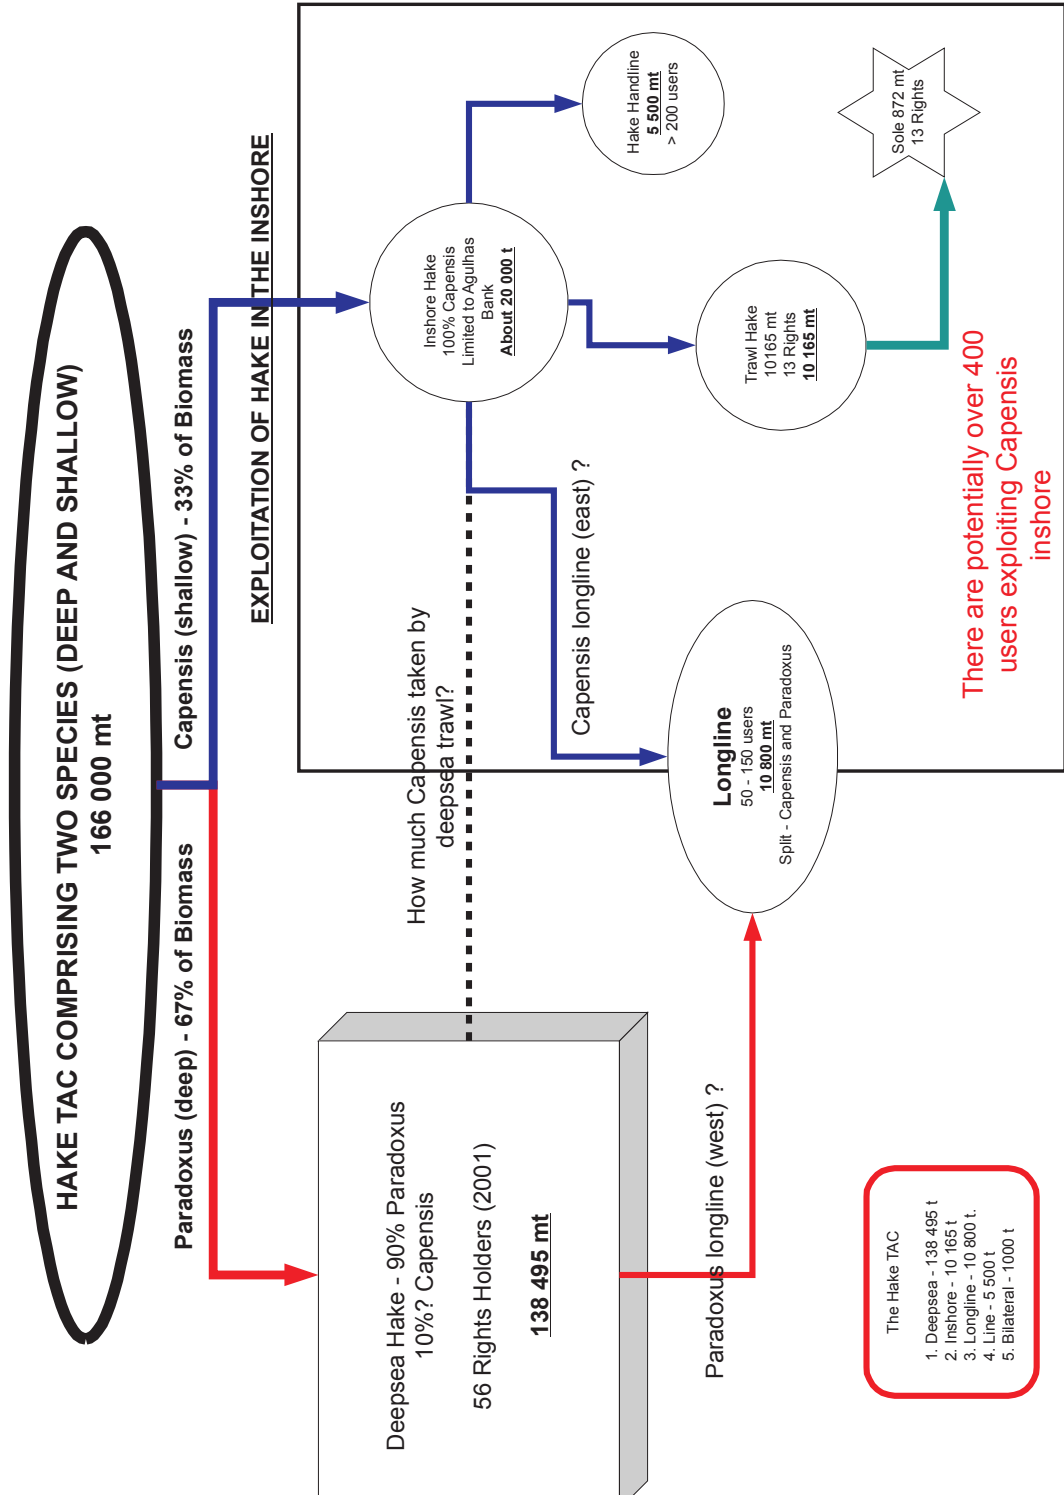 HAKE TAC COMPRISING TWO SPECIES (DEEP AND SHALLOW)
166 000 mt
Paradoxus (deep) - 67% of Biomass
Capensis (shallow) - 33% of Biomass
EXPLOITATION OF HAKE IN THE INSHORE
Deepsea Hake - 90% Paradoxus
10%? Capensis
56 Rights Holders (2001)
138 495 mt
How much Capensis taken by
deepsea trawl?
Inshore Hake
100% Capensis
Limited to Agulhas
Bank
About 20 000 t
Hake Handline
5 500 mt
> 200 users
Capensis longline (east) ?
Trawl Hake
10165 mt
13 Rights
10 165 mt
Sole 872 mt
13 Rights
Paradoxus longline (west) ?
Longline
50 - 150 users
10 800 mt
Split - Capensis and Paradoxus
There are potentially over 400
users exploiting Capensis
inshore
The Hake TAC
1. Deepsea - 138 495 t
2. Inshore - 10 165 t
3. Longline - 10 800 t.
4. Line - 5 500 t
5. Bilateral - 1000 t